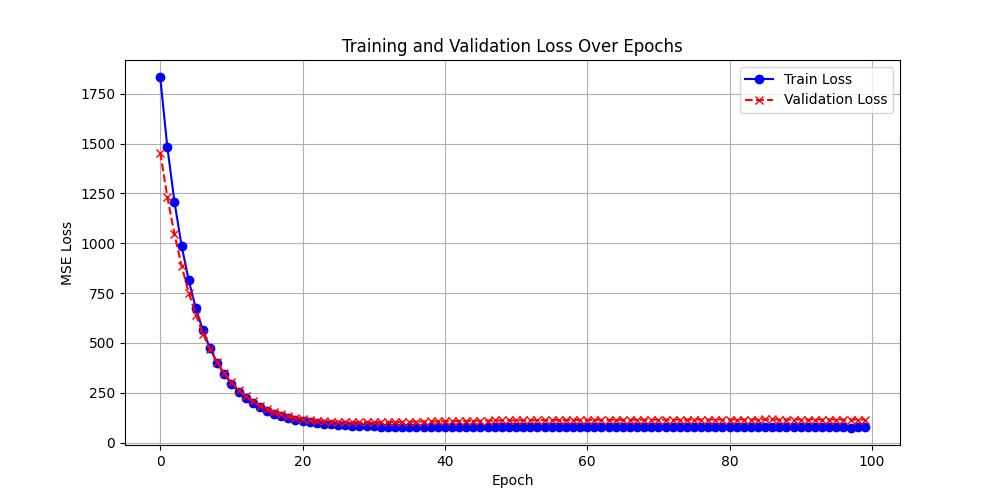 Training and Validation Loss Over Epochs
Train Loss
Validation Loss
1750
1500
1250
1000
750
500
250
0
MSE Loss
0 20 40 60 80 100
Epoch